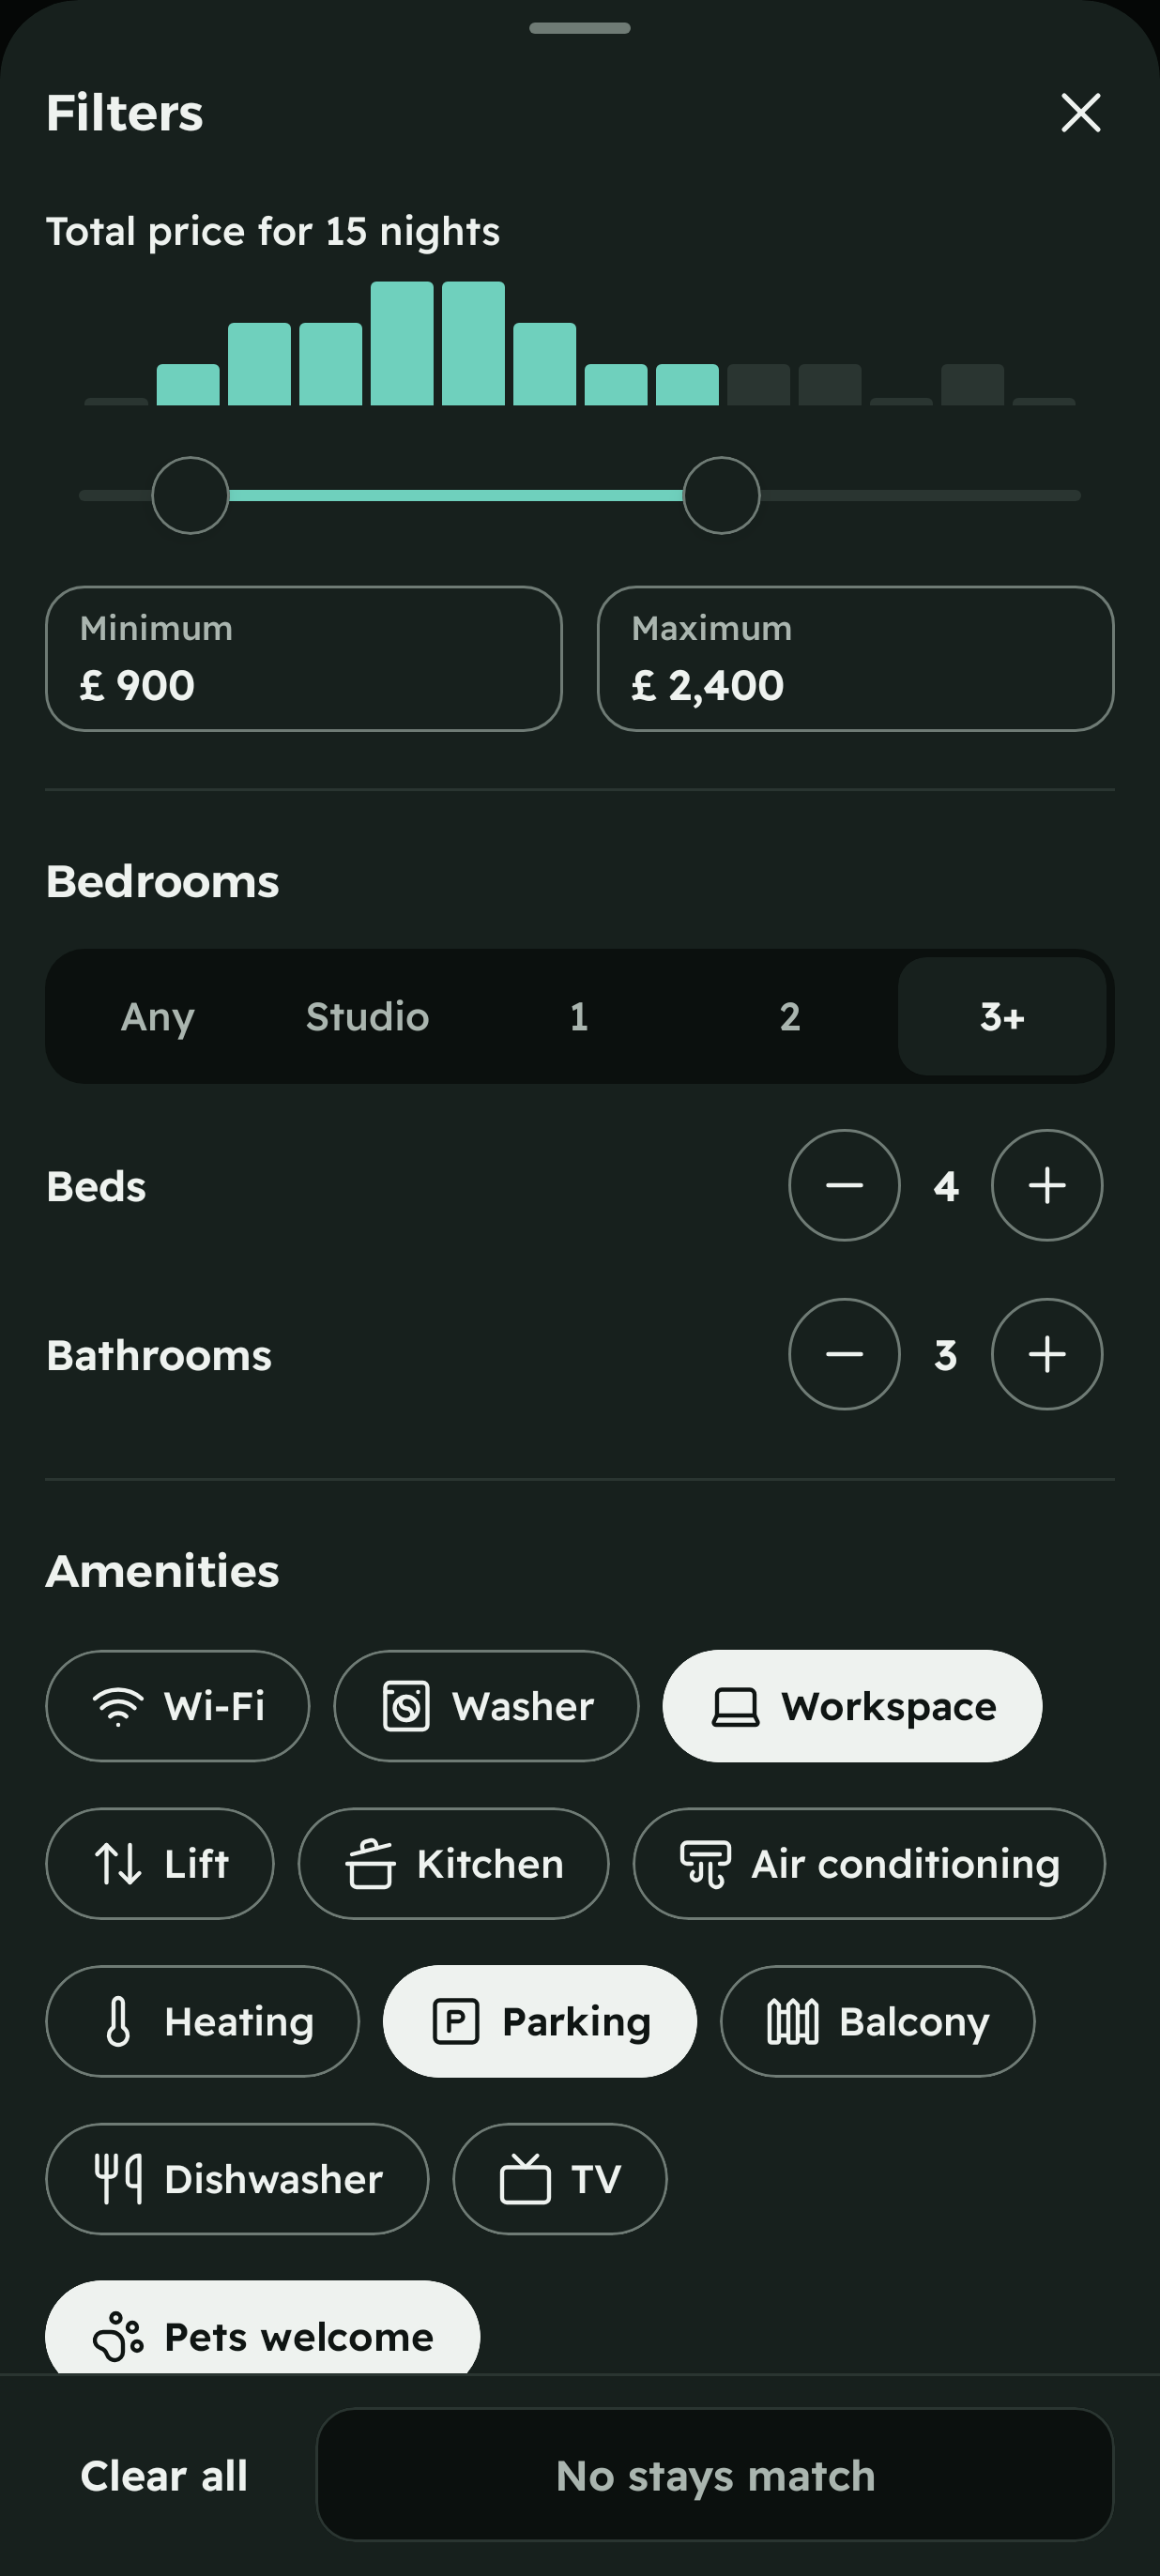 Filters
Total price for 15 nights
Minimum
£ 900
Maximum
£ 2,400
Bedrooms
Any Studio 1 2 3+
Beds 4
Bathrooms 3
Amenities
Wi-Fi Washer Workspace
Lift Kitchen Air conditioning
Heating P Parking Balcony
Dishwasher TV
Pets welcome
Clear all No stays match